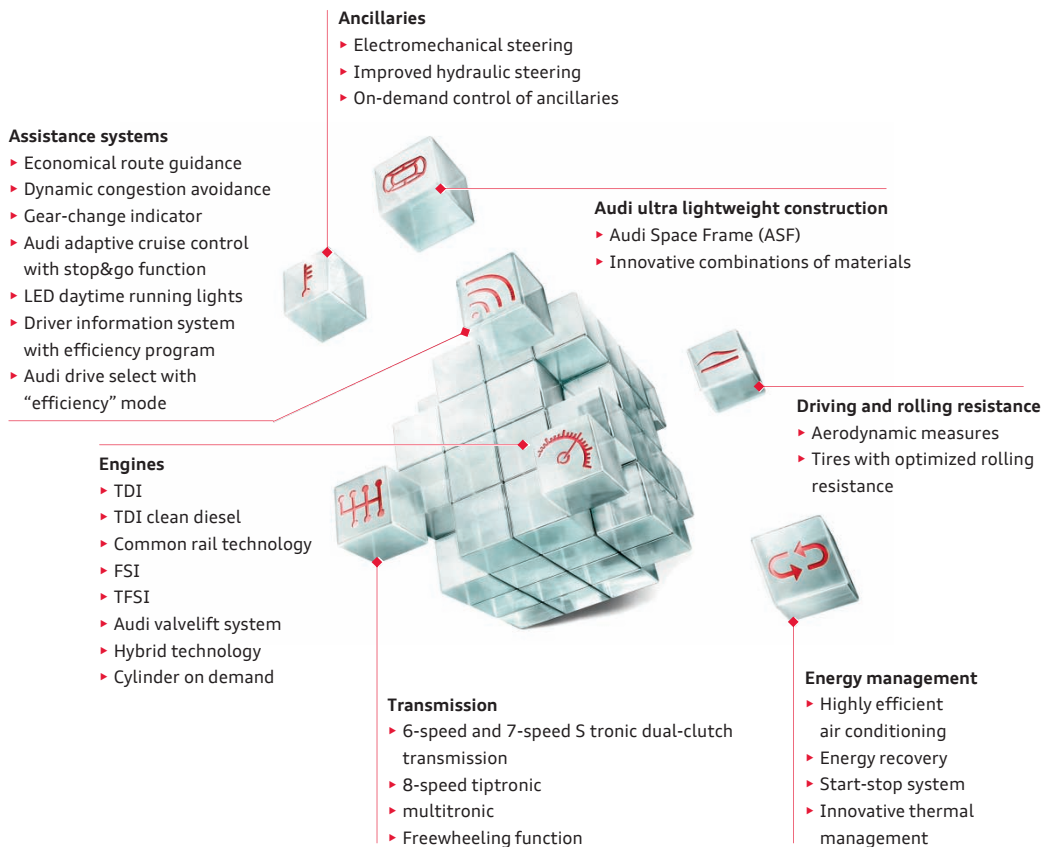 Ancillaries
▸ Electromechanical steering
▸ Improved hydraulic steering
▸ On-demand control of ancillaries
Assistance systems
▸ Economical route guidance
▸ Dynamic congestion avoidance
▸ Gear-change indicator
▸ Audi adaptive cruise control
with stop&go function
▸ LED daytime running lights
▸ Driver information system
with efficiency program
▸ Audi drive select with
“efficiency” mode
Audi ultra lightweight construction
▸ Audi Space Frame (ASF)
▸ Innovative combinations of materials
Driving and rolling resistance
▸ Aerodynamic measures
▸ Tires with optimized rolling
resistance
Engines
▸ TDI
▸ TDI clean diesel
▸ Common rail technology
▸ FSI
▸ TFSI
▸ Audi valvelift system
▸ Hybrid technology
▸ Cylinder on demand
Transmission
▸ 6-speed and 7-speed S tronic dual-clutch
transmission
▸ 8-speed tiptronic
▸ multitronic
▸ Freewheeling function
Energy management
▸ Highly efficient
air conditioning
▸ Energy recovery
▸ Start-stop system
▸ Innovative thermal
management